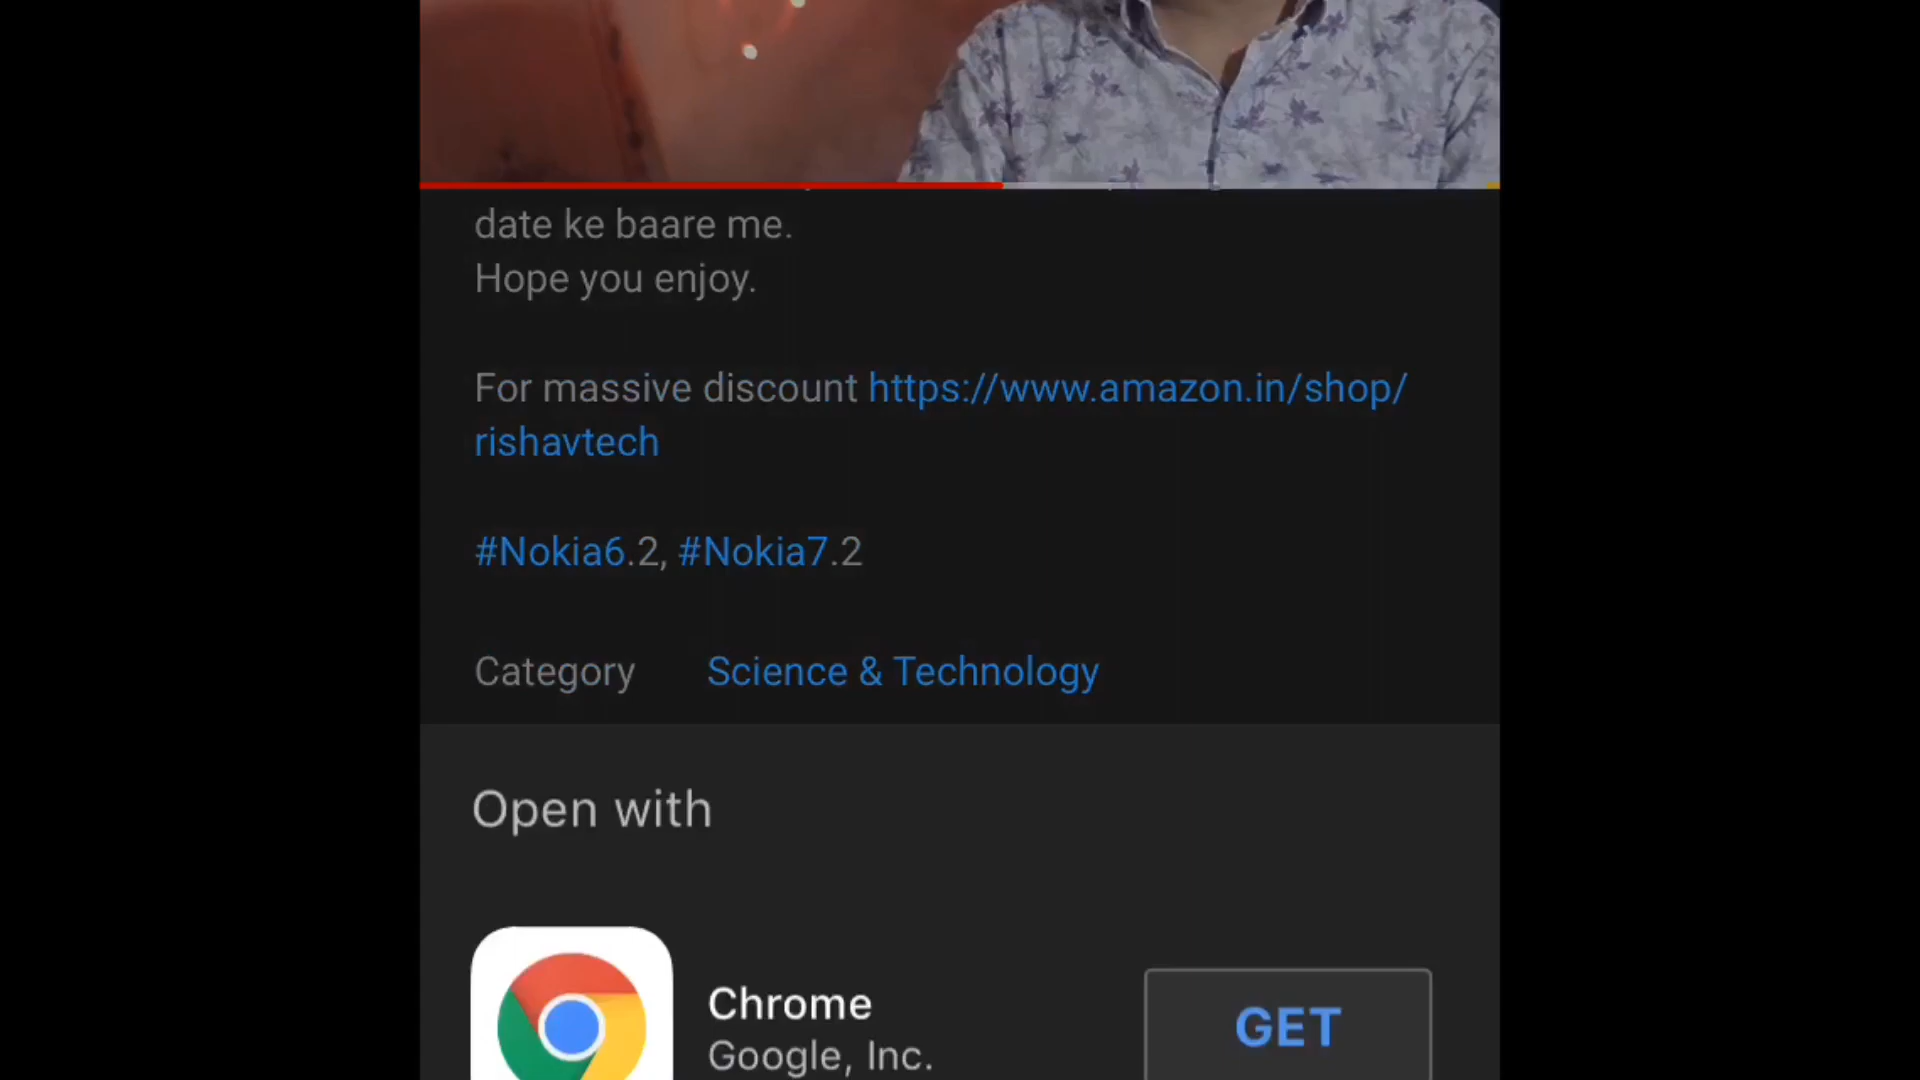 date ke baare me.
Hope you enjoy.
For massive discount https://www.amazon.in/shop/
rishavtech
#Nokia6.2, #Nokia7.2
Category Science & Technology
Open with
Chrome
GET
Google, Inc.